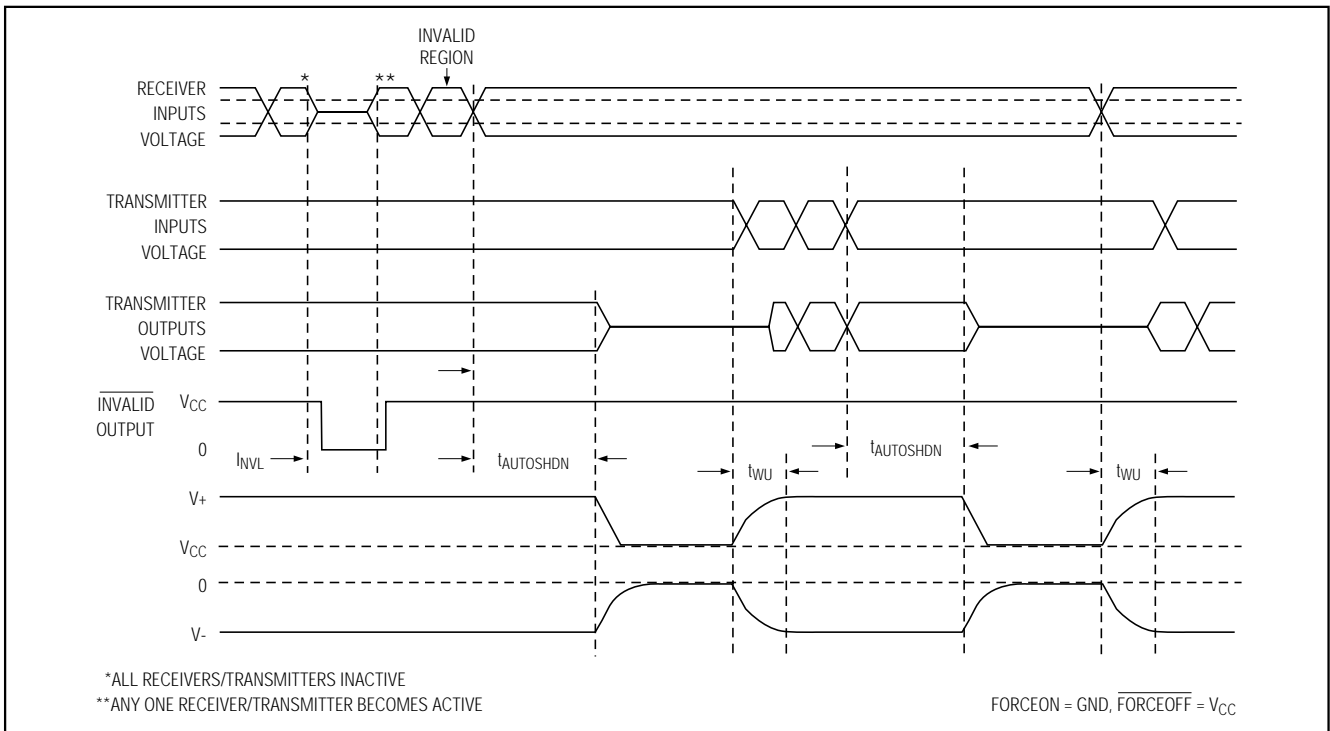 INVALID
REGION
* **
RECEIVER
INPUTS
VOLTAGE
TRANSMITTER
INPUTS
VOLTAGE
TRANSMITTER
OUTPUTS
VOLTAGE
INVALID
OUTPUT
VCC
0
INVL
tAUTOSHDN
tWU
tAUTOSHDN
tWU
V+
VCC
0
V-
*ALL RECEIVERS/TRANSMITTERS INACTIVE
**ANY ONE RECEIVER/TRANSMITTER BECOMES ACTIVE
FORCEON = GND, FORCEOFF = VCC